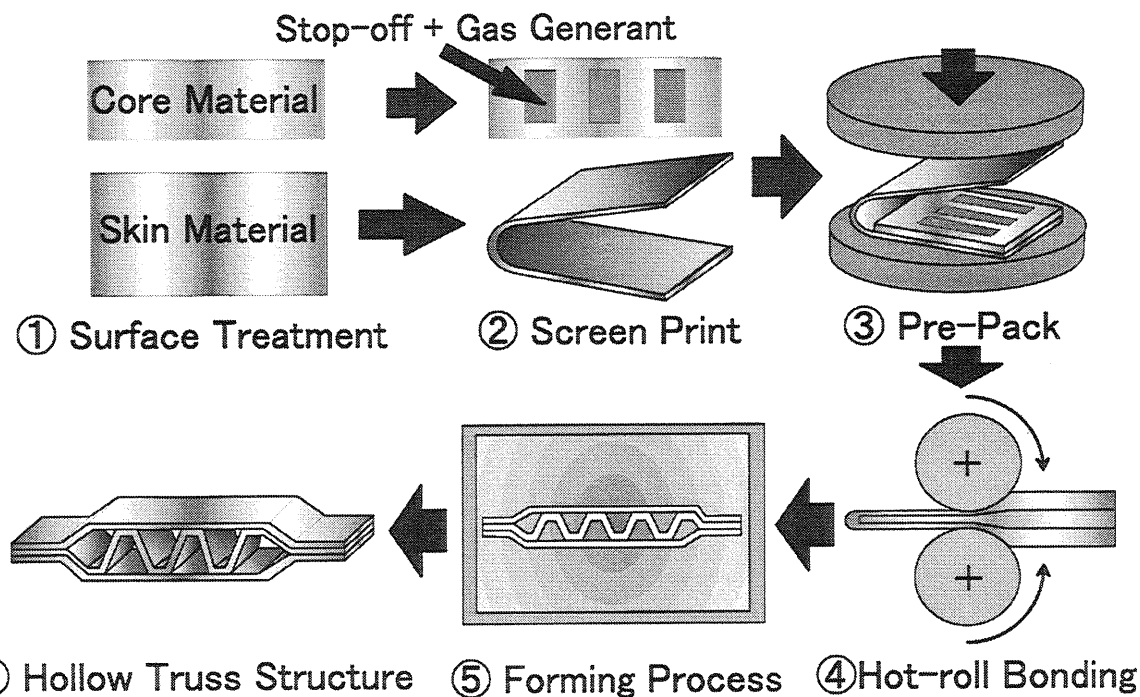 Stop-off + Gas Generant
Core Material
Skin Material
① Surface Treatment
② Screen Print
③ Pre-Pack
④Hot-roll Bonding
⑤ Forming Process
Hollow Truss Structure